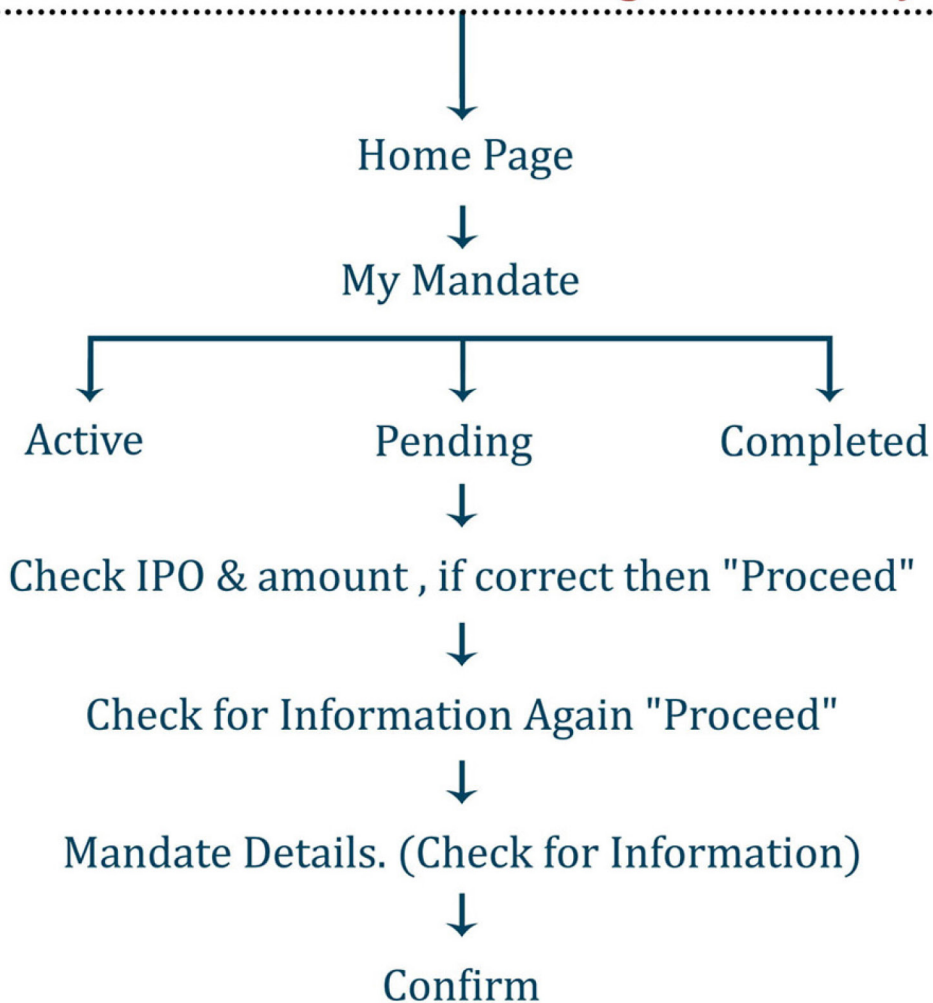 Home Page
My Mandate
Active Pending Completed
Check IPO & amount , if correct then "Proceed"
Check for Information Again "Proceed"
Mandate Details. (Check for Information)
Confirm